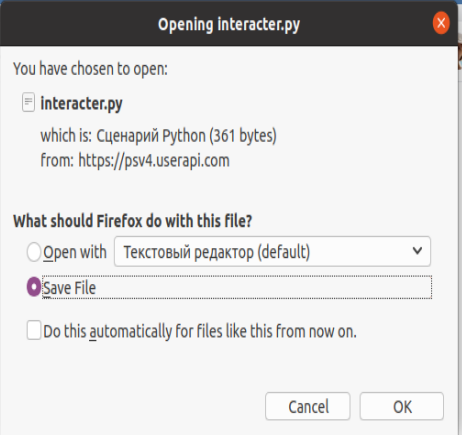 Opening interacter.py
You have chosen to open:
interacter.py
which is: Сценарий Python (361 bytes)
from: https://psv4.userapi.com
What should Firefox do with this file?
Open with Текстовый редактор (default)
Save File
Do this automatically for files like this from now on.
Cancel OK